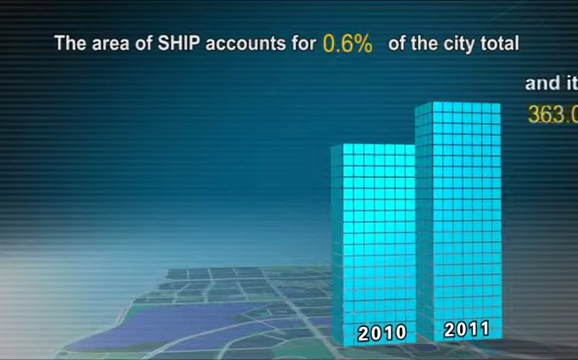 The area of SHIP accounts for 0.6% of the city total
and it
363.0
2010
2011